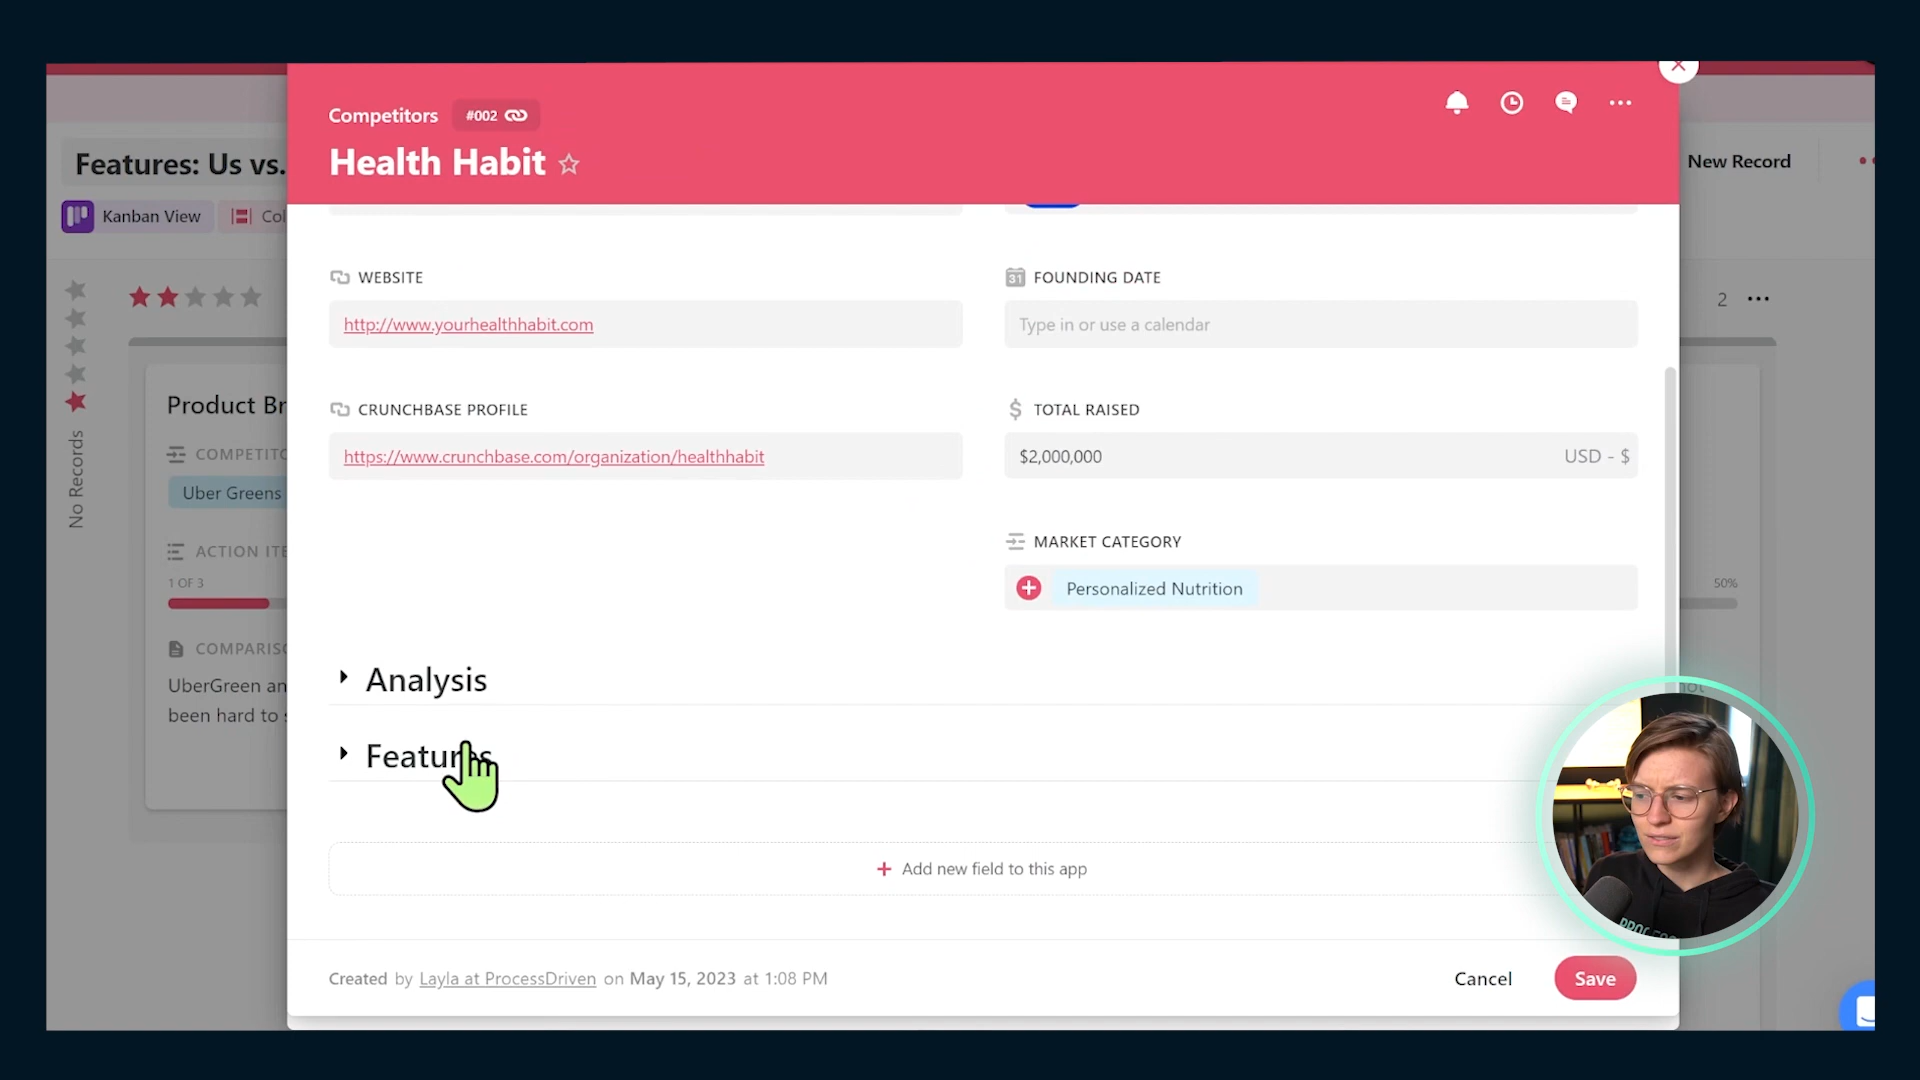 Competitors #002
Health Habit
Features: Us vs.
New Record
Kanban View
Col
WEBSITE
http://www.yourhealthhabit.com
FOUNDING DATE
31
Type in or use a calendar
2
CRUNCHBASE PROFILE
https://www.crunchbase.com/organization/healthhabit
TOTAL RAISED
$2,000,000
USD - $
MARKET CATEGORY
Personalized Nutrition
No Records
Product Br
COMPETITO
Uber Greens
ACTION ITE
1 OF 3
COMPARISO
UberGreen an
been hard to s
50%
Analysis
Features
Add new field to this app
Created by Layla at ProcessDriven on May 15, 2023 at 1:08 PM
Cancel
Save